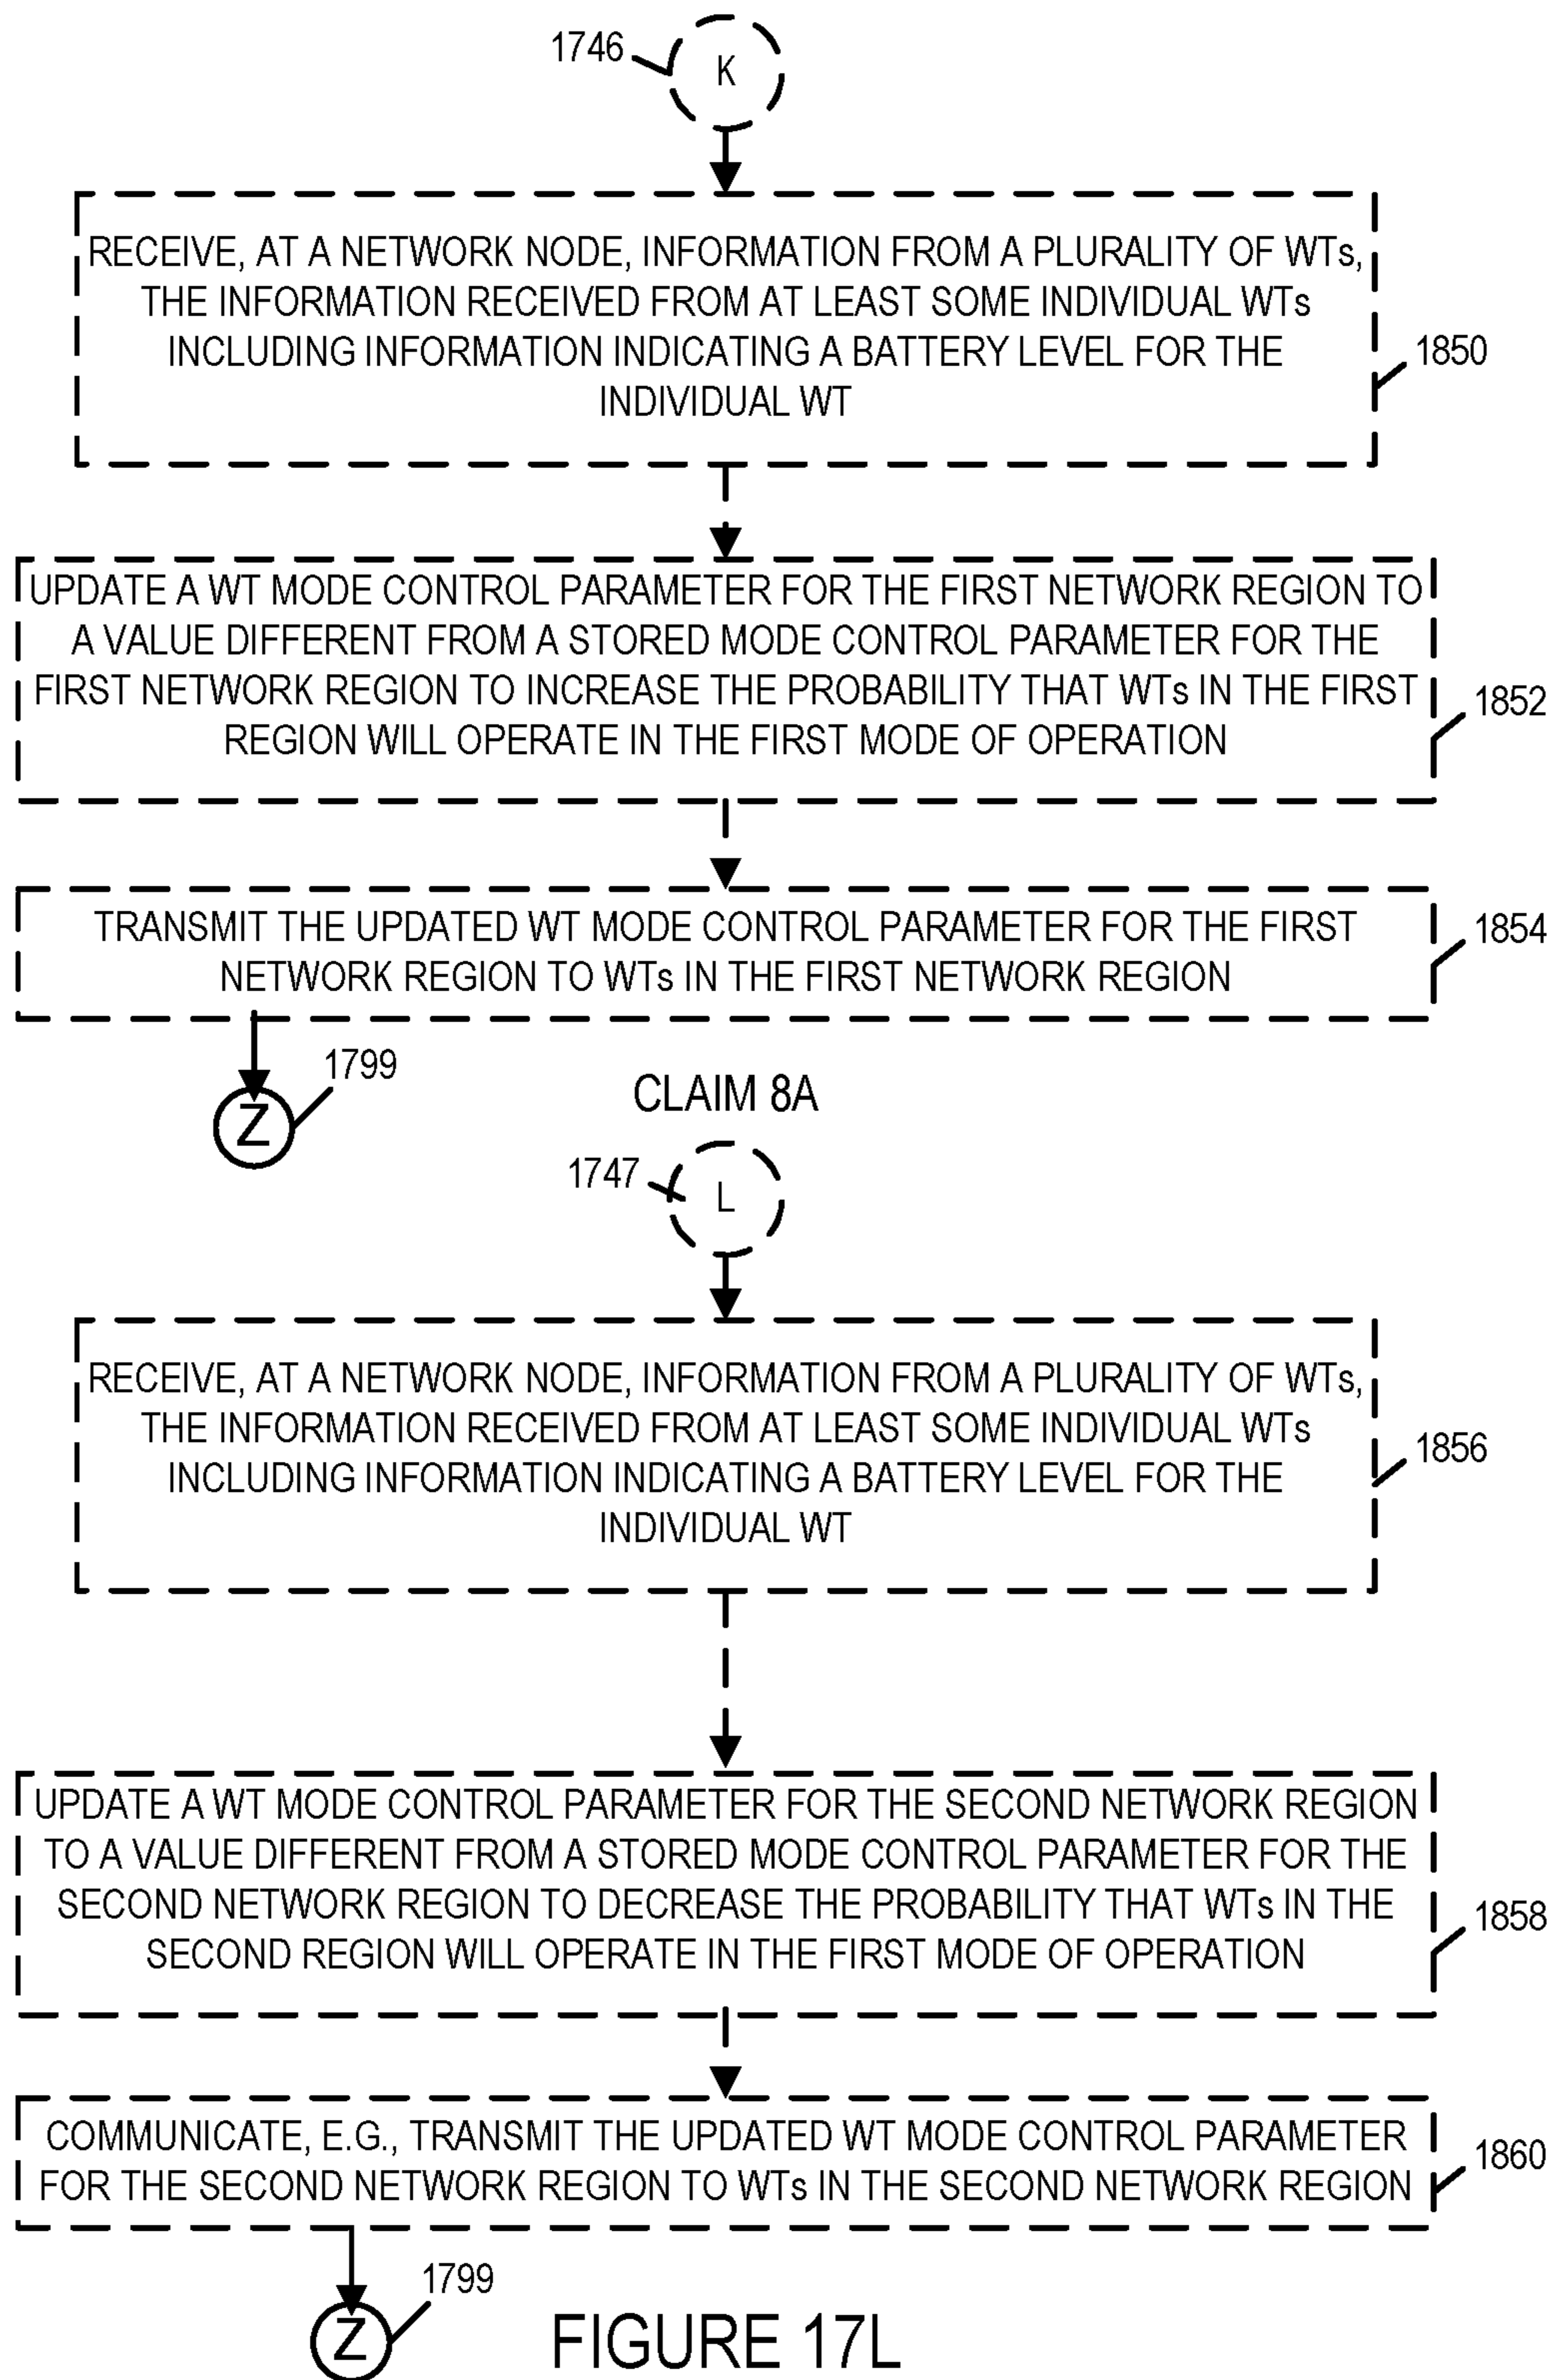 1746
K
RECEIVE, AT A NETWORK NODE, INFORMATION FROM A PLURALITY OF WTs,
THE INFORMATION RECEIVED FROM AT LEAST SOME INDIVIDUAL WTs
INCLUDING INFORMATION INDICATING A BATTERY LEVEL FOR THE
INDIVIDUAL WT
1850
UPDATE A WT MODE CONTROL PARAMETER FOR THE FIRST NETWORK REGION TO
A VALUE DIFFERENT FROM A STORED MODE CONTROL PARAMETER FOR THE
FIRST NETWORK REGION TO INCREASE THE PROBABILITY THAT WTs IN THE FIRST
REGION WILL OPERATE IN THE FIRST MODE OF OPERATION
1852
TRANSMIT THE UPDATED WT MODE CONTROL PARAMETER FOR THE FIRST
NETWORK REGION TO WTs IN THE FIRST NETWORK REGION
1854
1799
Z
CLAIM 8A
1747
L
RECEIVE, AT A NETWORK NODE, INFORMATION FROM A PLURALITY OF WTs,
THE INFORMATION RECEIVED FROM AT LEAST SOME INDIVIDUAL WTs
INCLUDING INFORMATION INDICATING A BATTERY LEVEL FOR THE
INDIVIDUAL WT
1856
UPDATE A WT MODE CONTROL PARAMETER FOR THE SECOND NETWORK REGION
TO A VALUE DIFFERENT FROM A STORED MODE CONTROL PARAMETER FOR THE
SECOND NETWORK REGION TO DECREASE THE PROBABILITY THAT WTs IN THE
SECOND REGION WILL OPERATE IN THE FIRST MODE OF OPERATION
1858
COMMUNICATE, E.G., TRANSMIT THE UPDATED WT MODE CONTROL PARAMETER
FOR THE SECOND NETWORK REGION TO WTs IN THE SECOND NETWORK REGION
1860
1799
Z
FIGURE 17L